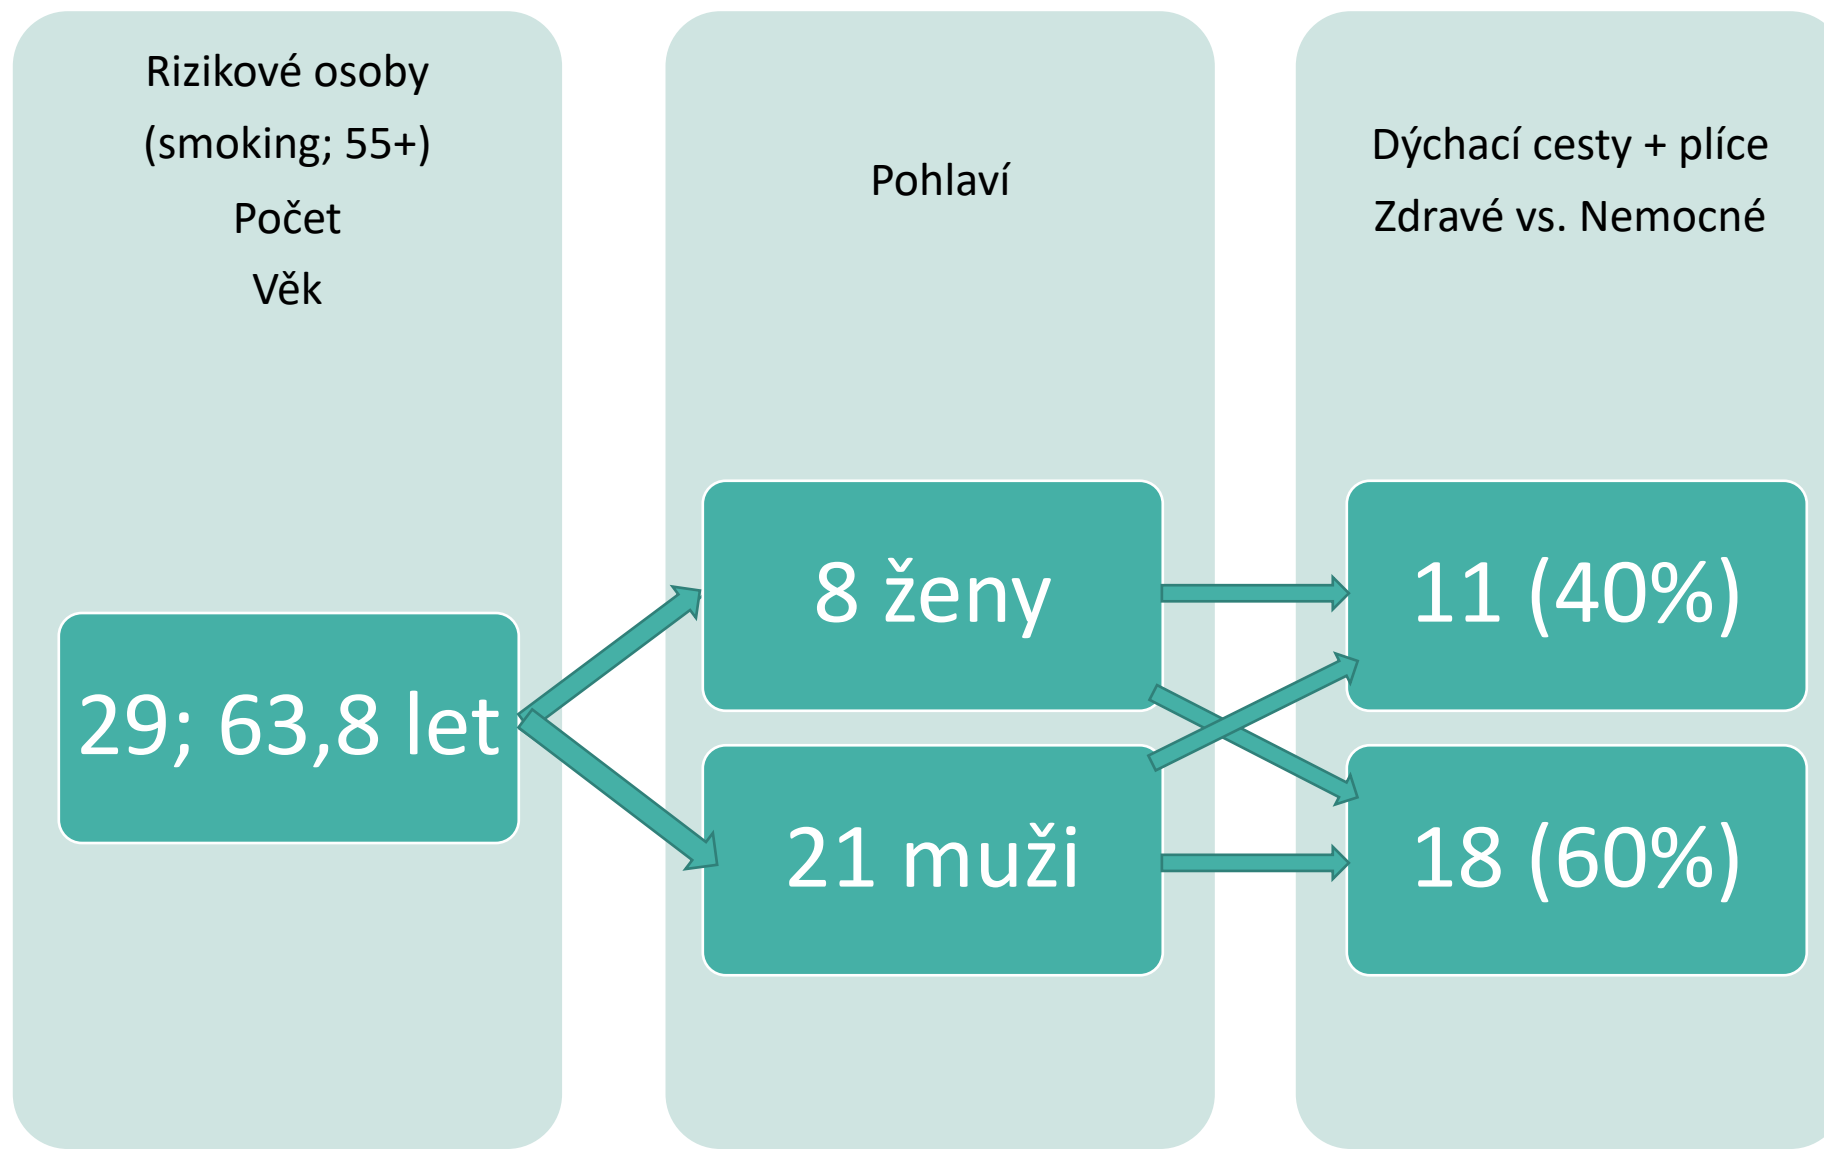 Rizikové osoby
(smoking; 55+)
Počet
Věk
29; 63,8 let
Pohlaví
8 ženy
21 muži
Dýchací cesty + plíce
Zdravé vs. Nemocné
11 (40%)
18 (60%)